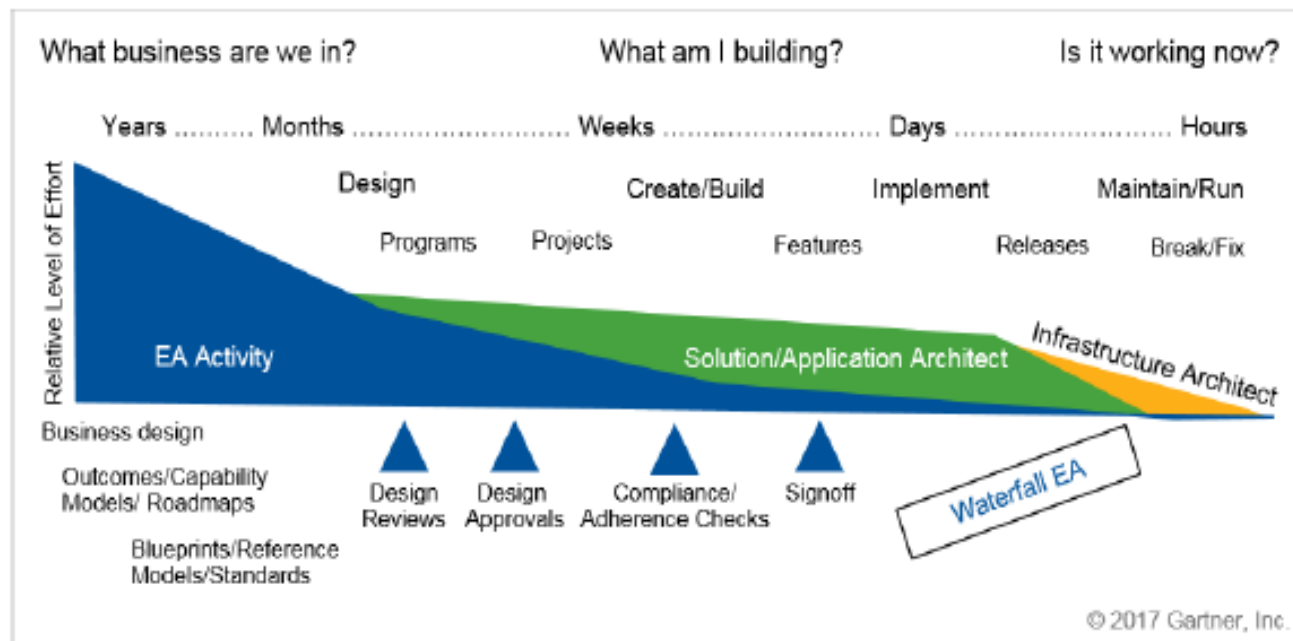 What business are we in?
What am I building?
Is it working now?
Years .......... Months ......................... Weeks ......................... Days ......................... Hours
Relative Level of Effort
Design
Create/Build
Implement
Maintain/Run
Programs
Projects
Features
Releases
Break/Fix
EA Activity
Solution/Application Architect
Infrastructure Architect
Business design
Outcomes/Capability
Models/ Roadmaps
Blueprints/Reference
Models/Standards
Design
Reviews
Design
Approvals
Compliance/
Adherence Checks
Signoff
Waterfall EA
© 2017 Gartner, Inc.